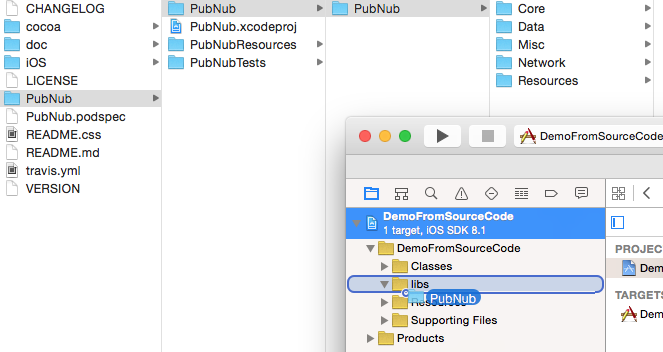 CHANGELOG
cocoa
doc
iOS
LICENSE
PubNub
PubNub.podspec
README.css
README.md
travis.yml
VERSION
PubNub
PubNub.xcodeproj
PubNubResources
PubNubTests
PubNub
Core
Data
Misc
Network
Resources
DemoFromSourceCode
DemoFromSourceCode
1 target, iOS SDK 8.1
DemoFromSourceCode
Classes
libs
PubNub
Resources
Supporting Files
Products
PROJEC
Dem
TARGETS
Dem